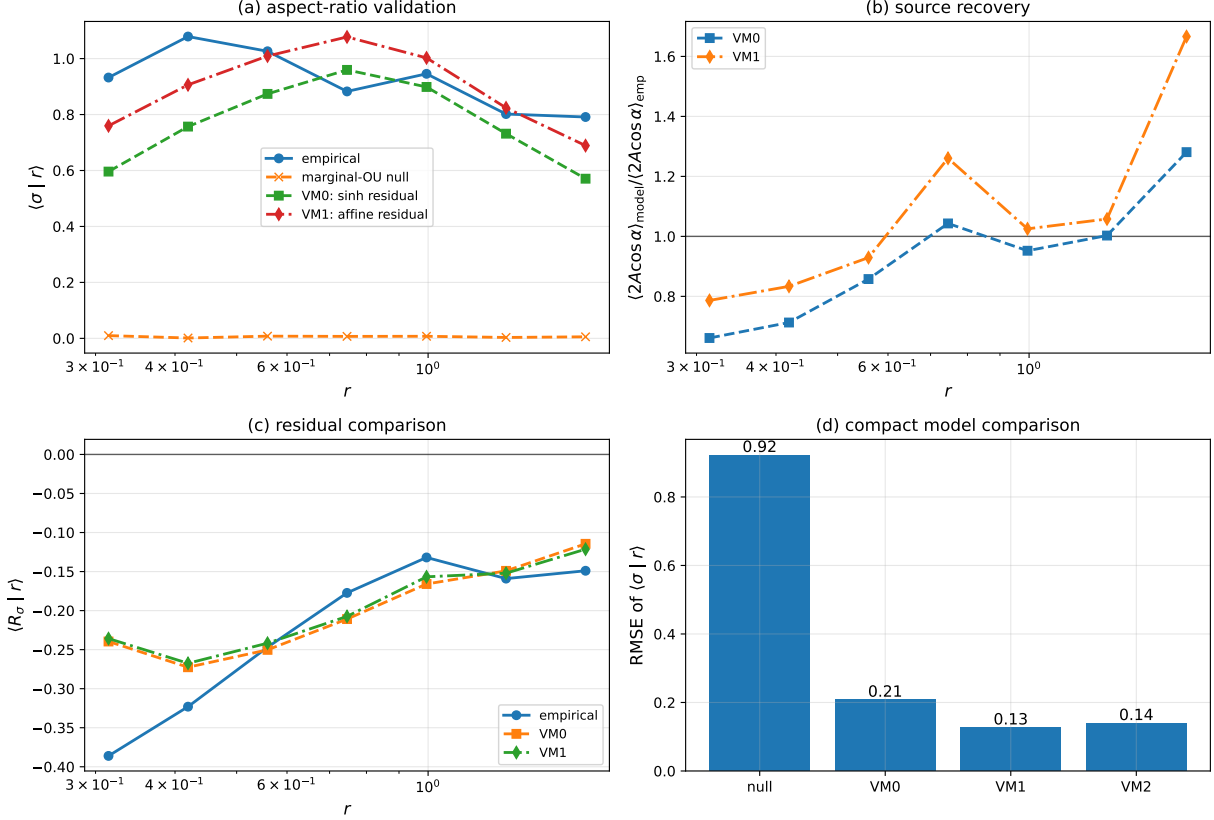 (a) aspect-ratio validation
⟨σ | r⟩
1.0
0.8
0.6
0.4
0.2
0.0
empirical
marginal-OU null
VM0: sinh residual
VM1: affine residual
3 × 10⁻¹
4 × 10⁻¹
6 × 10⁻¹
10⁰
r
(b) source recovery
⟨2A cos α⟩model/⟨2A cos α⟩emp
1.6
1.4
1.2
1.0
0.8
VM0
VM1
3 × 10⁻¹
4 × 10⁻¹
6 × 10⁻¹
10⁰
r
(c) residual comparison
⟨Rσ | r⟩
0.00
−0.05
−0.10
−0.15
−0.20
−0.25
−0.30
−0.35
−0.40
empirical
VM0
VM1
3 × 10⁻¹
4 × 10⁻¹
6 × 10⁻¹
10⁰
r
(d) compact model comparison
RMSE of ⟨σ | r⟩
0.8
0.6
0.4
0.2
0.0
0.92
0.21
0.13
0.14
null
VM0
VM1
VM2